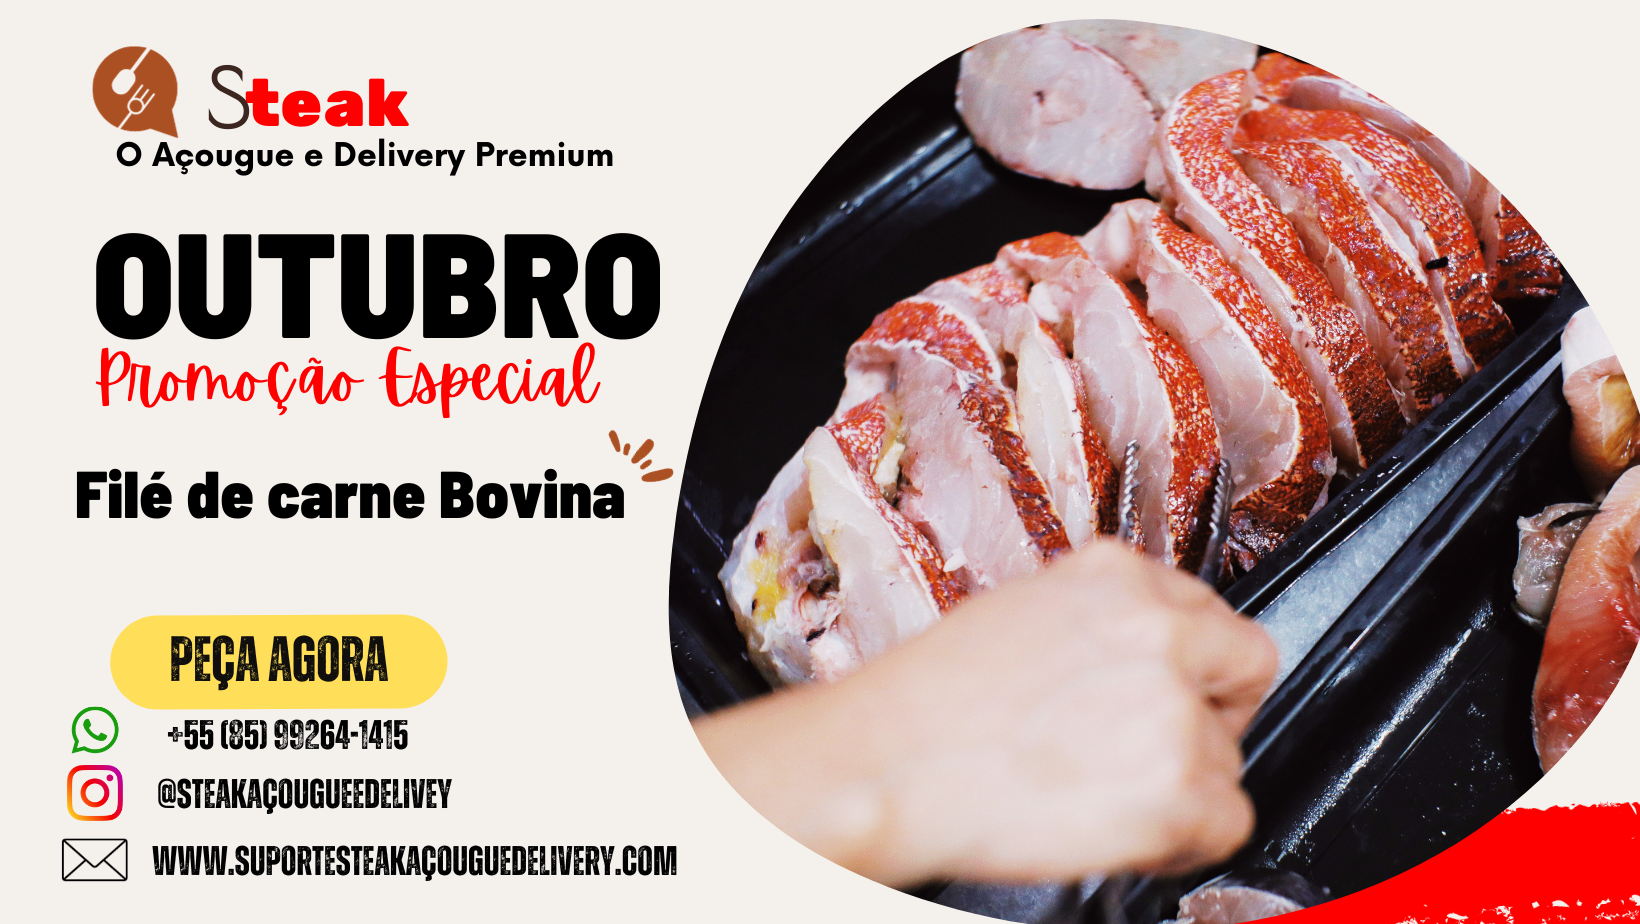 Steak
O Açougue e Delivery Premium
OUTUBRO
Promoção Especial
Filé de carne Bovina
PEÇA AGORA
+55 (85) 99264-1415
@STEAKAÇOUGUEEDELIVEY
WWW.SUPORTESTEAKAÇOUGUEDELIVERY.COM